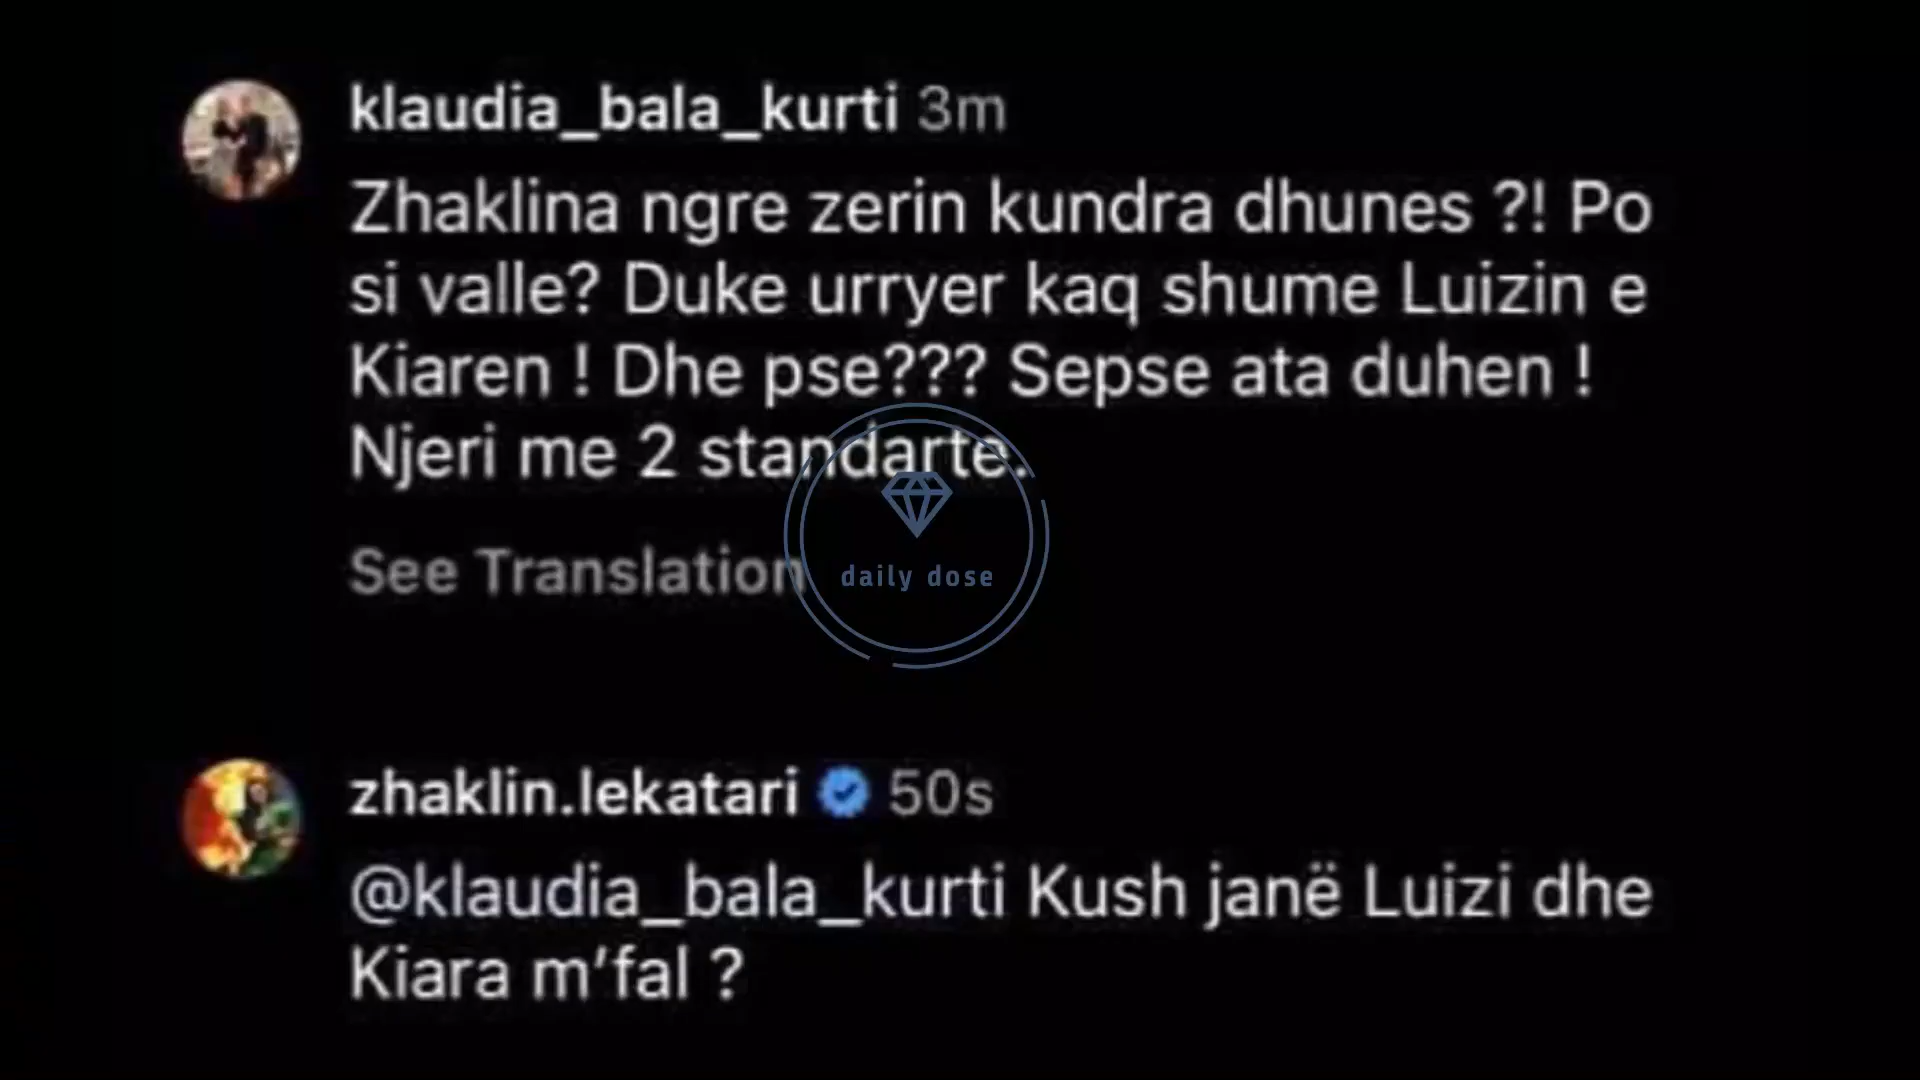 klaudia_bala_kurti 3m
Zhaklina ngre zerin kundra dhunes ?! Po
si valle? Duke urryer kaq shume Luizin e
Kiaren ! Dhe pse??? Sepse ata duhen !
Njeri me 2 standarte.
See Translation
daily dose
zhaklin.lekatari 50s
@klaudia_bala_kurti Kush janë Luizi dhe
Kiara m’fal ?